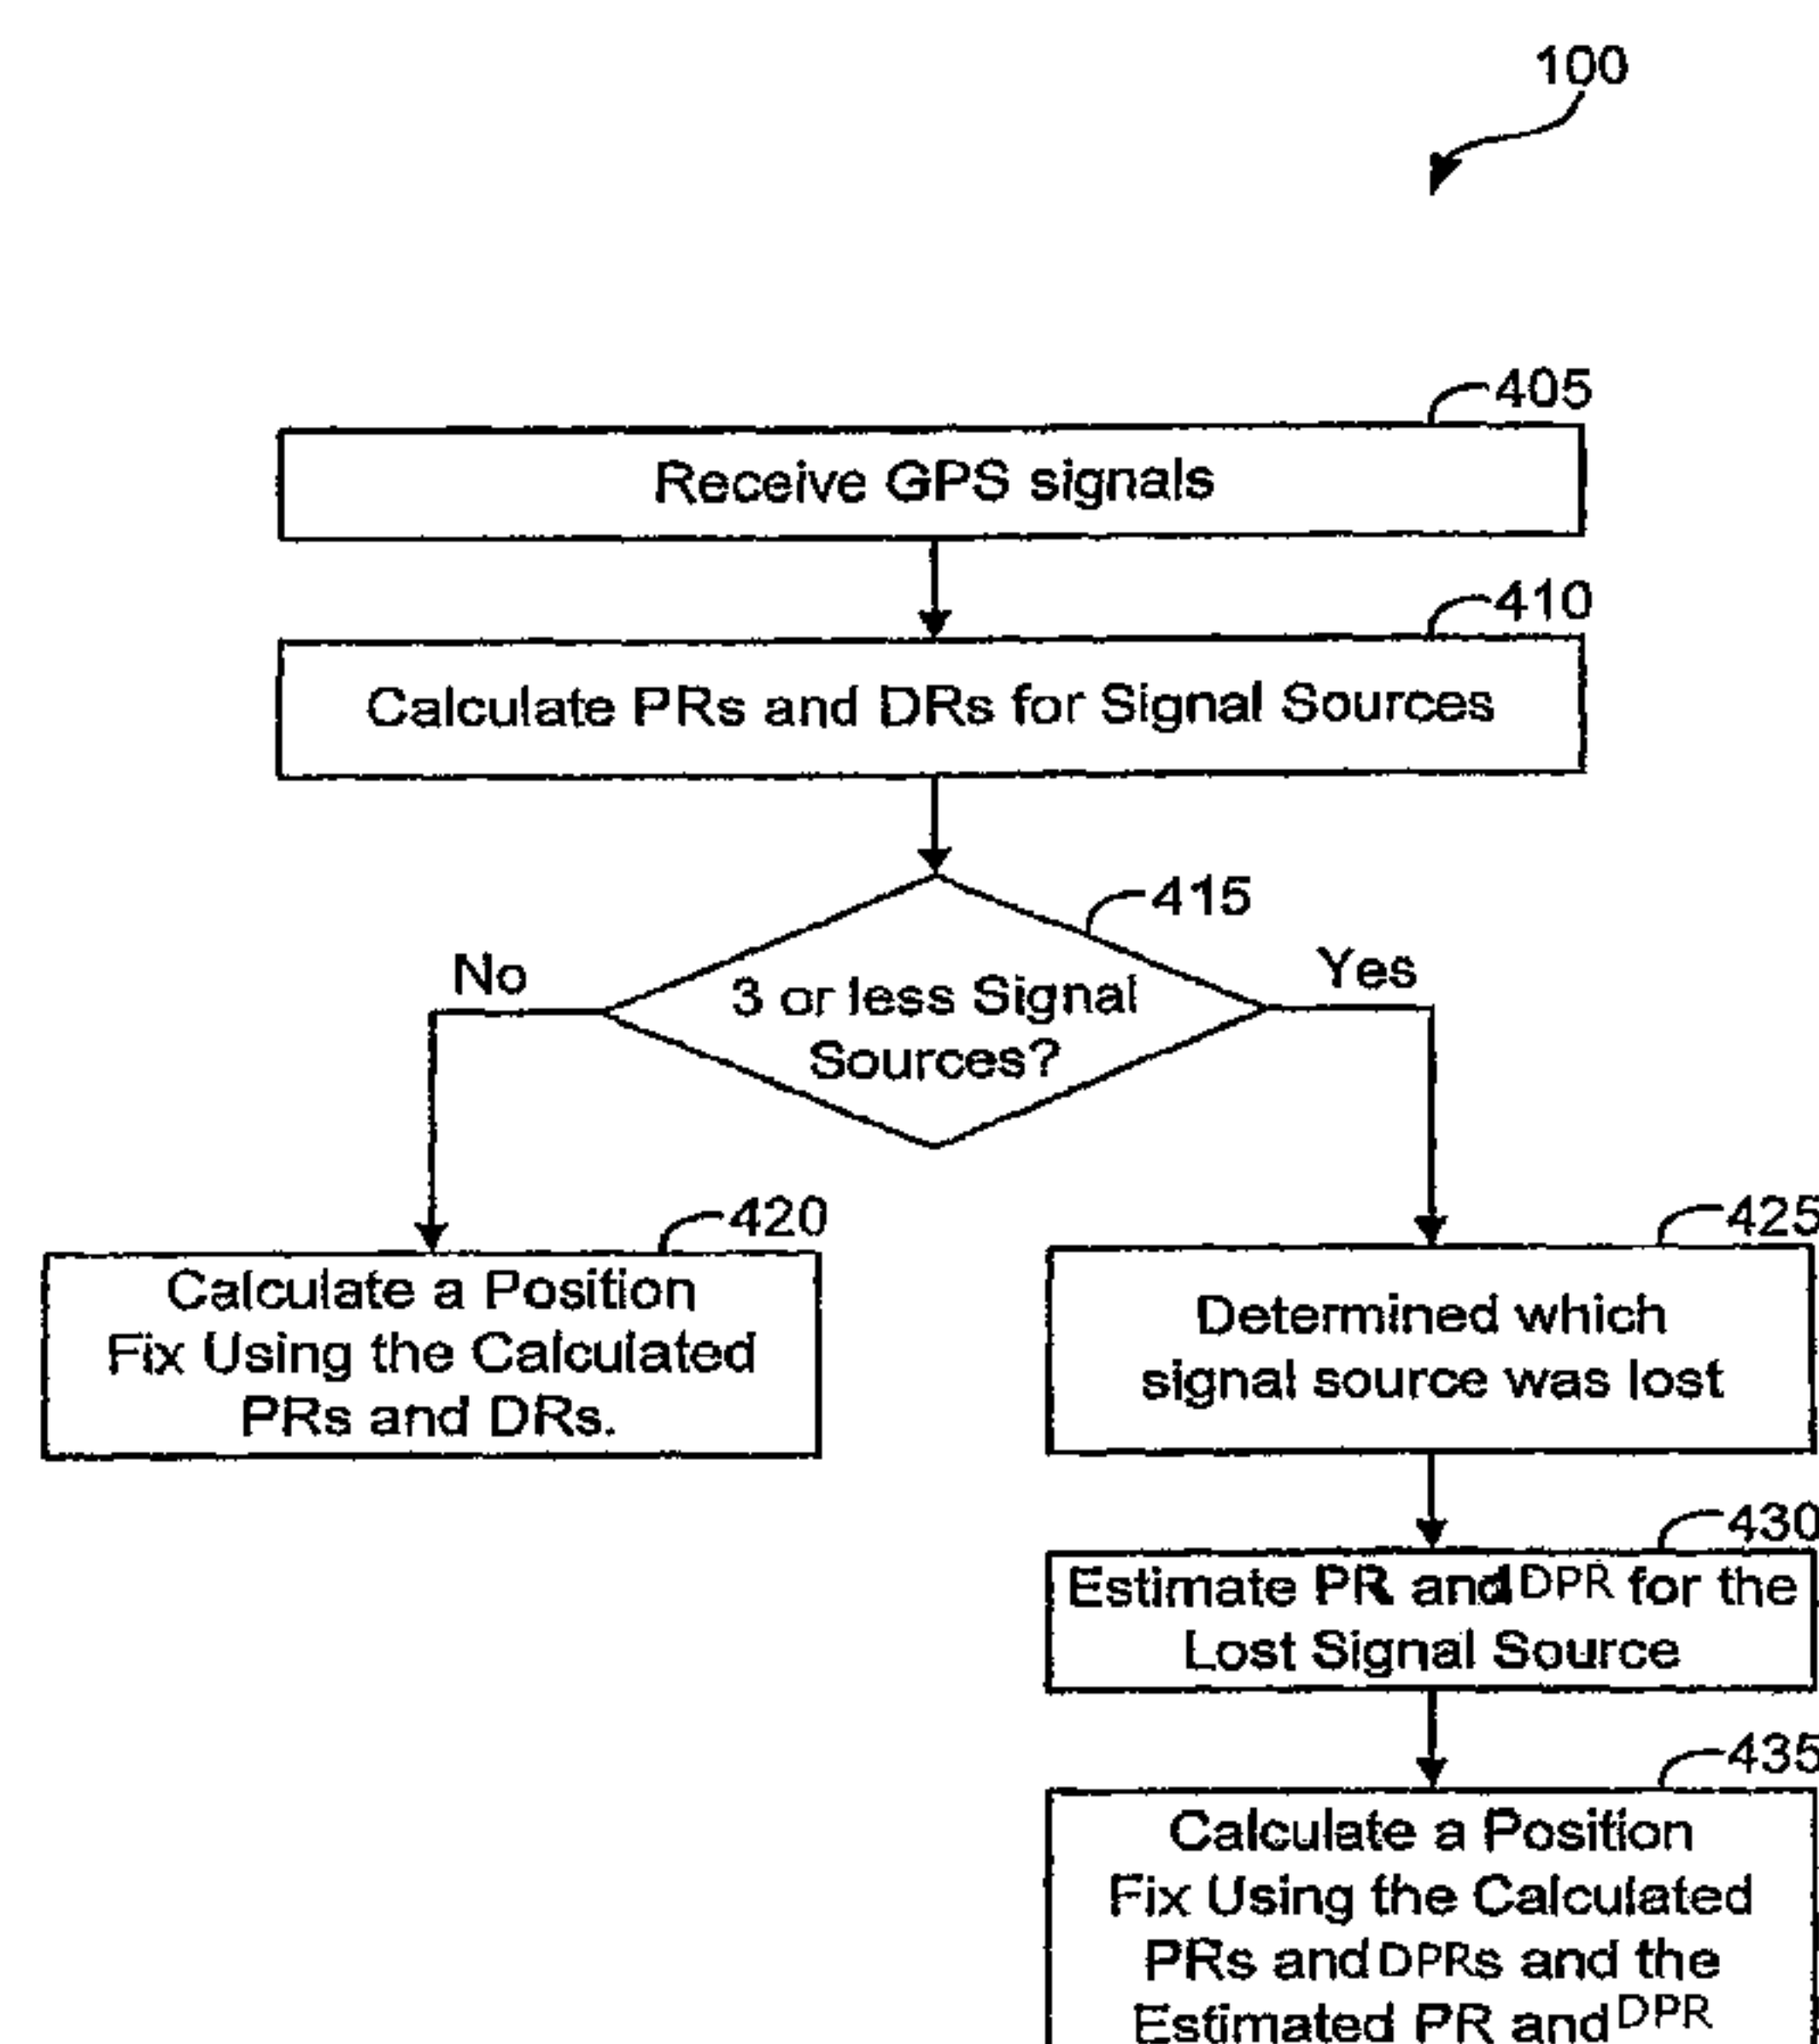 100
405
Receive GPS signals
410
Calculate PRs and DRs for Signal Sources
415
No
Yes
3 or less Signal
Sources?
420
Calculate a Position
Fix Using the Calculated
PRs and DRs.
425
Determined which
signal source was lost
430
Estimate PR and DPR for the
Lost Signal Source
435
Calculate a Position
Fix Using the Calculated
PRs and DPRs and the
Estimated PR and DPR